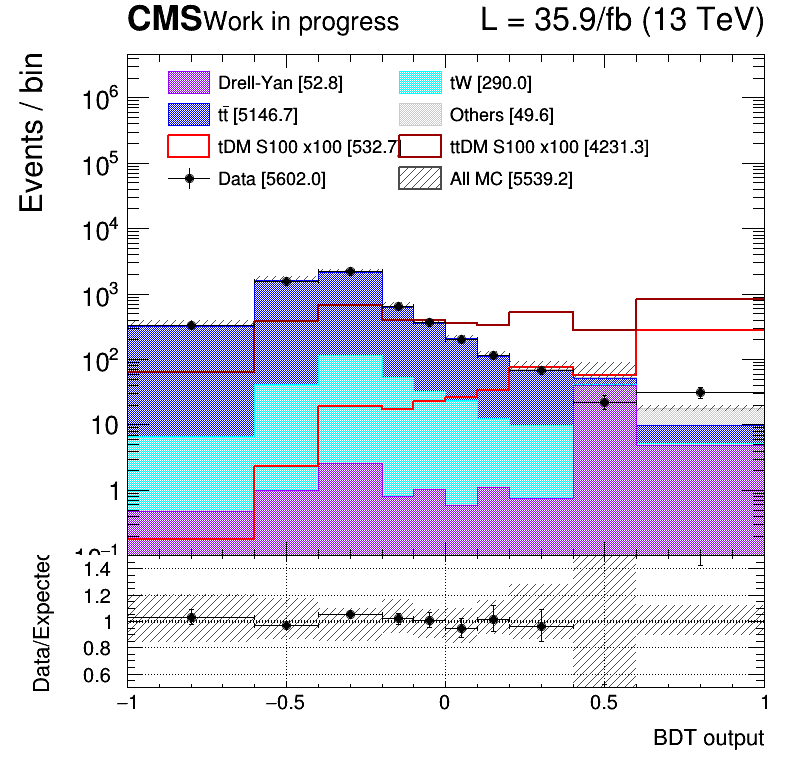 CMS Work in progress L = 35.9/fb (13 TeV)
Events / bin
Drell-Yan [52.8] tW [290.0]
tt̄ [5146.7] Others [49.6]
tDM S100 x100 [532.7] ttDM S100 x100 [4231.3]
Data [5602.0] All MC [5539.2]
10⁶
10⁵
10⁴
10³
10²
10
1
10⁻¹
Data/Expected
1.4
1.2
1
0.8
0.6
−1 −0.5 0 0.5 1
BDT output